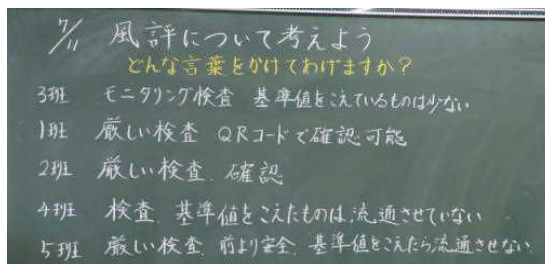 7/11 風評について考えよう
どんな言葉をかけてあげますか?
3班 モニタリング検査 基準値をこえているものは少ない
1班 厳しい検査 QRコードで確認可能
2班 厳しい検査、確認
4班 検査、基準値をこえたものは、流通させていない
5班 厳しい検査、前より安全、基準値をこえたら流通させない